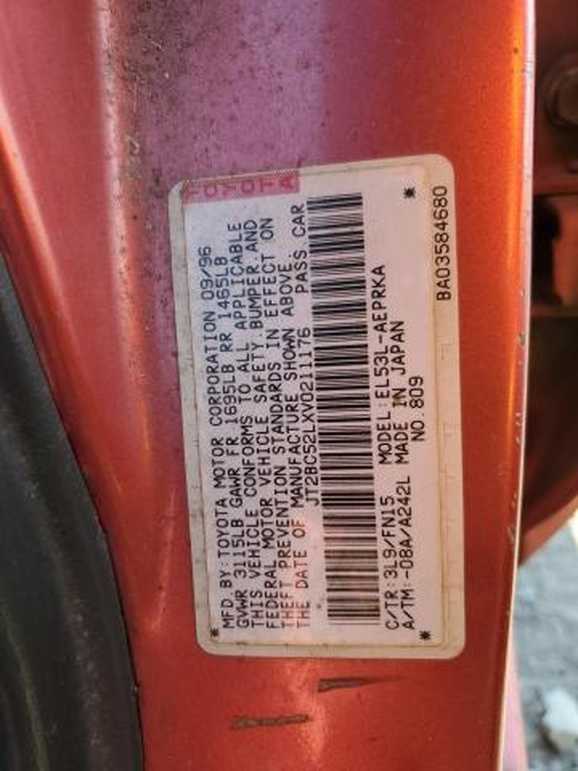 TOYOTA
* MFD BY: TOYOTA MOTOR CORPORATION 09/96
GVWR 3115LB GAWR FR 1695LB RR 1465LB
THIS VEHICLE CONFORMS TO ALL APPLICABLE
FEDERAL MOTOR VEHICLE SAFETY.BUMPER.AND
THEFT PREVENTION STANDARDS IN EFFECT ON
THE DATE OF MANUFACTURE SHOWN ABOVE.
JT2BC52LXV0211176 PASS CAR
C/TR: 3L9/FN15 MODEL: EL53L-AEPRKA
A/TM: -08A/A242L MADE IN JAPAN
* NO. 809 *
BA03584680